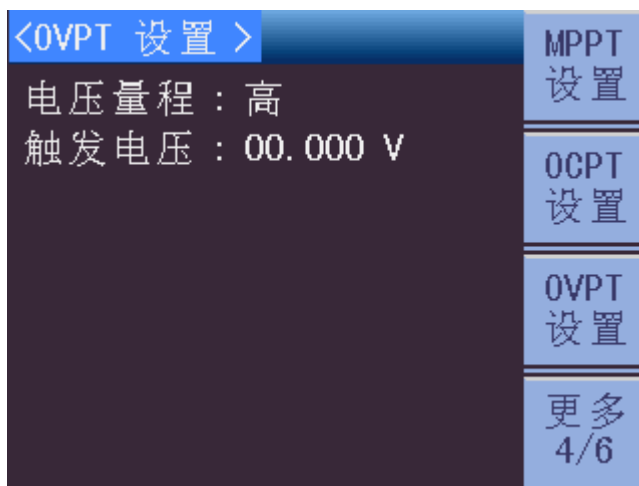 <OVPT 设置 >
电压量程：高
触发电压：00.000 V
MPPT
设置
OCPT
设置
OVPT
设置
更多
4/6